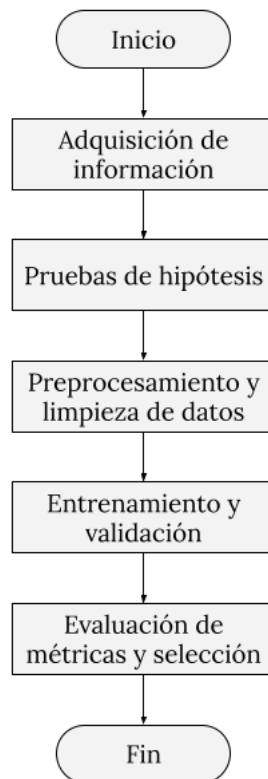 Inicio
Adquisición de
información
Pruebas de hipótesis
Preprocesamiento y
limpieza de datos
Entrenamiento y
validación
Evaluación de
métricas y selección
Fin